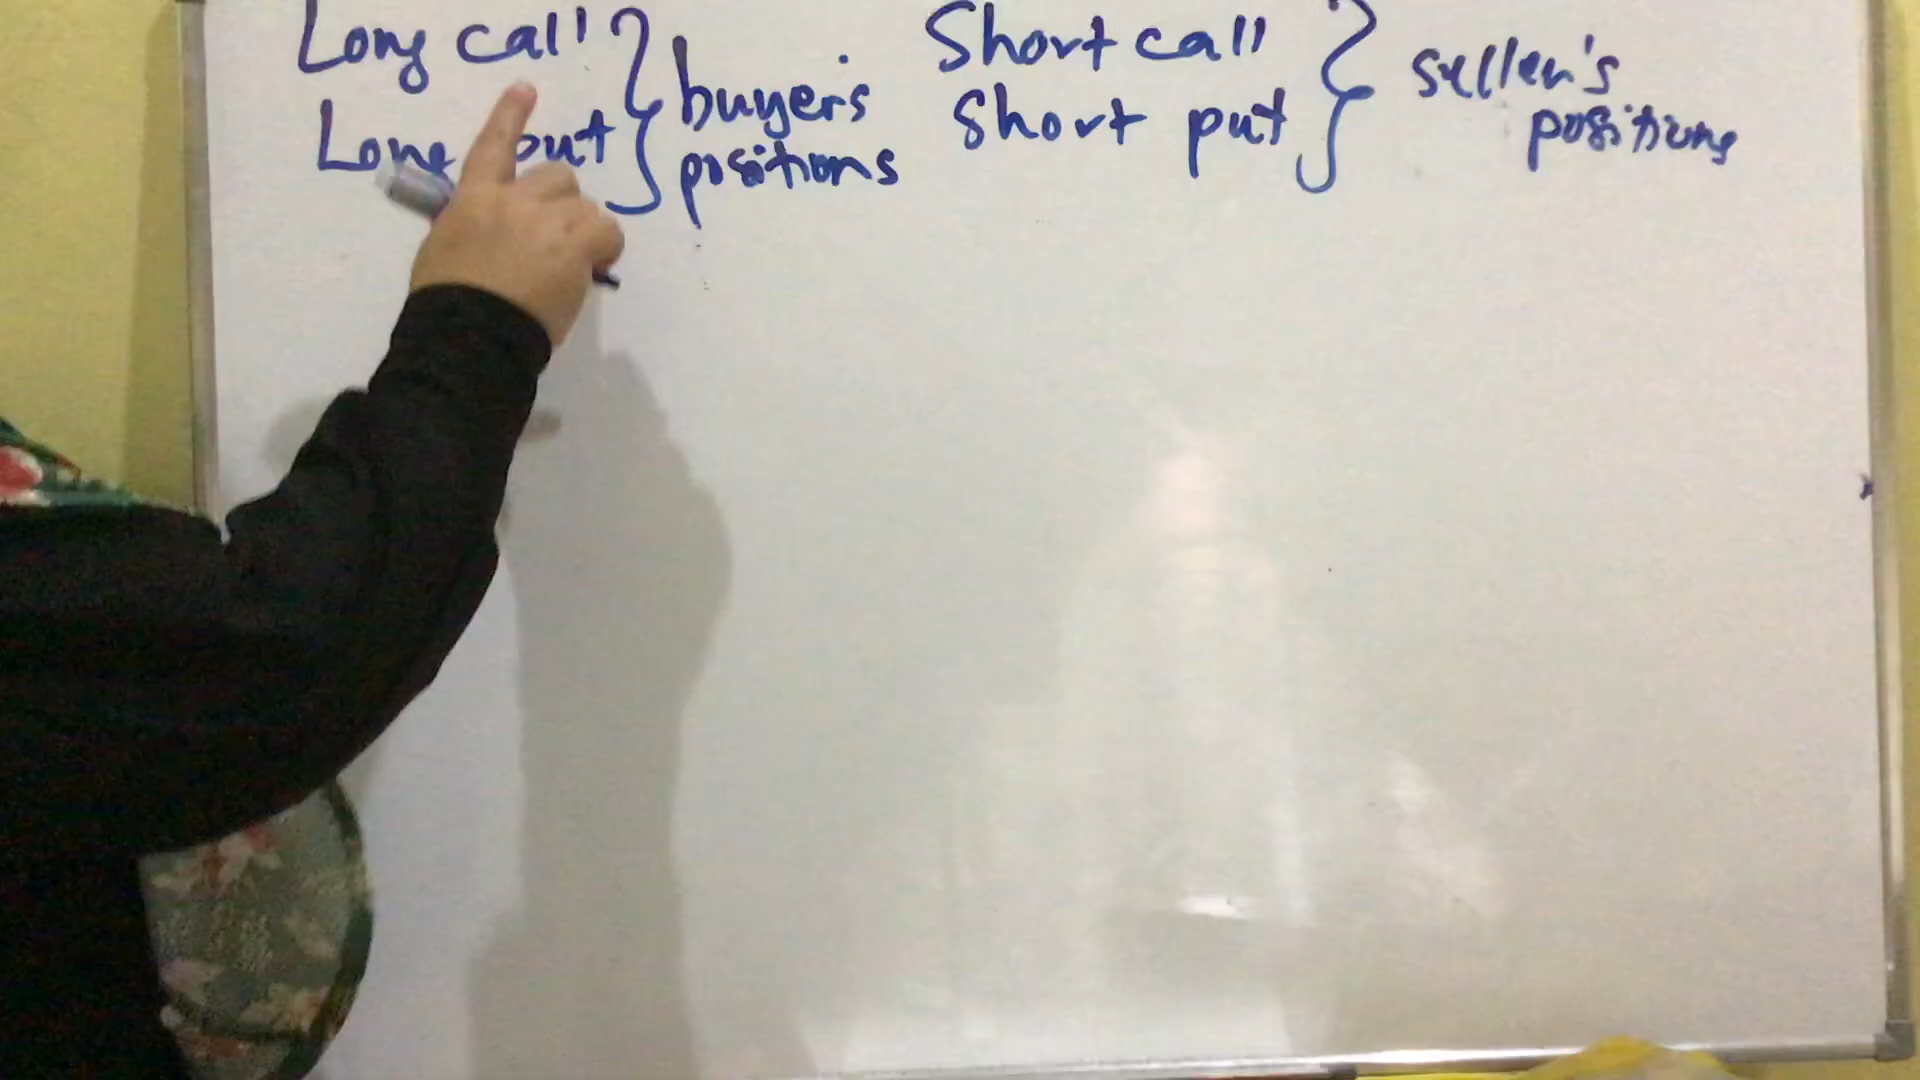 Long call
Long put
buyers
positions
Short call
Short put
seller's
positions